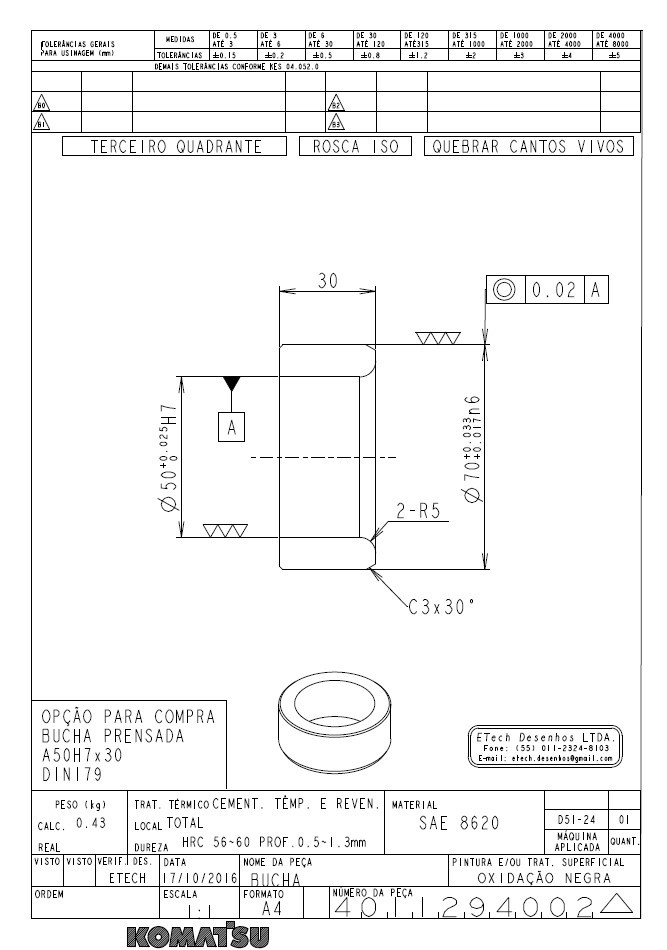 TOLERÂNCIAS GERAIS
PARA USINAGEM (mm)
MEDIDAS DE 0.5 ATÉ 3 DE 3 ATÉ 6 DE 6 ATÉ 30 DE 30 ATÉ 120 DE 120 ATÉ315 DE 315 ATÉ 1000 DE 1000 ATÉ 2000 DE 2000 ATÉ 4000 DE 4000 ATÉ 8000
TOLERÂNCIAS ±0.15 ±0.2 ±0.5 ±0.8 ±1.2 ±2 ±3 ±4 ±5
DEMAIS TOLERÂNCIAS CONFORME KES 04.052.0
B0 B2
B1 B3
TERCEIRO QUADRANTE ROSCA ISO QUEBRAR CANTOS VIVOS
30
◎ 0.02 A
A
Ø50 +0.025 0 H7
Ø70 +0.033 +0.017 n6
2-R5
C3x30°
OPÇÃO PARA COMPRA
BUCHA PRENSADA
A50H7x30
DIN179
ETech Desenhos LTDA.
Fone: (55) 011-2324-8103
E-mail: etech.desenhos@gmail.com
PESO (kg)
CALC. 0.43
REAL
TRAT. TÉRMICO CEMENT. TÊMP. E REVEN.
LOCAL TOTAL
DUREZA HRC 56~60 PROF.0.5~1.3mm
MATERIAL
SAE 8620
D51-24 01
MÁQUINA APLICADA QUANT.
VISTO VISTO VERIF. DES. DATA NOME DA PEÇA PINTURA E/OU TRAT. SUPERFICIAL
ETECH 17/10/2016 BUCHA OXIDAÇÃO NEGRA
ORDEM ESCALA FORMATO NÚMERO DA PEÇA
1:1 A4 4011294002
KOMATSU